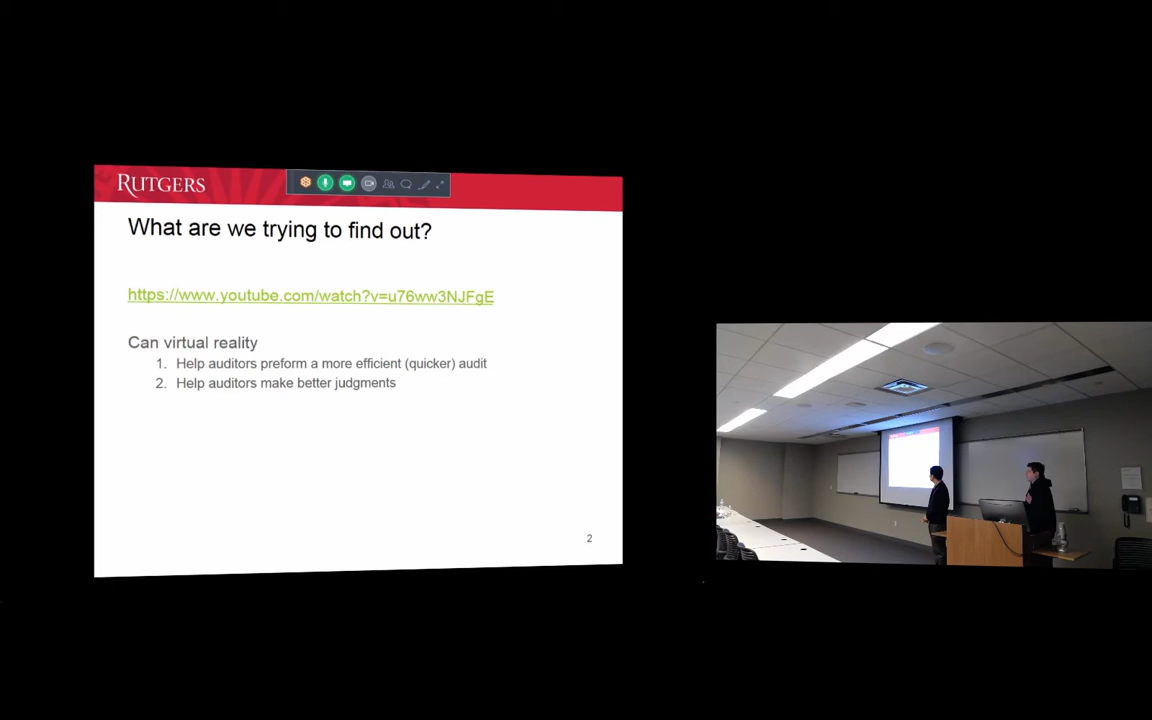 RUTGERS
What are we trying to find out?
https://www.youtube.com/watch?v=u76ww3NJFgE
Can virtual reality
1. Help auditors preform a more efficient (quicker) audit
2. Help auditors make better judgments
2